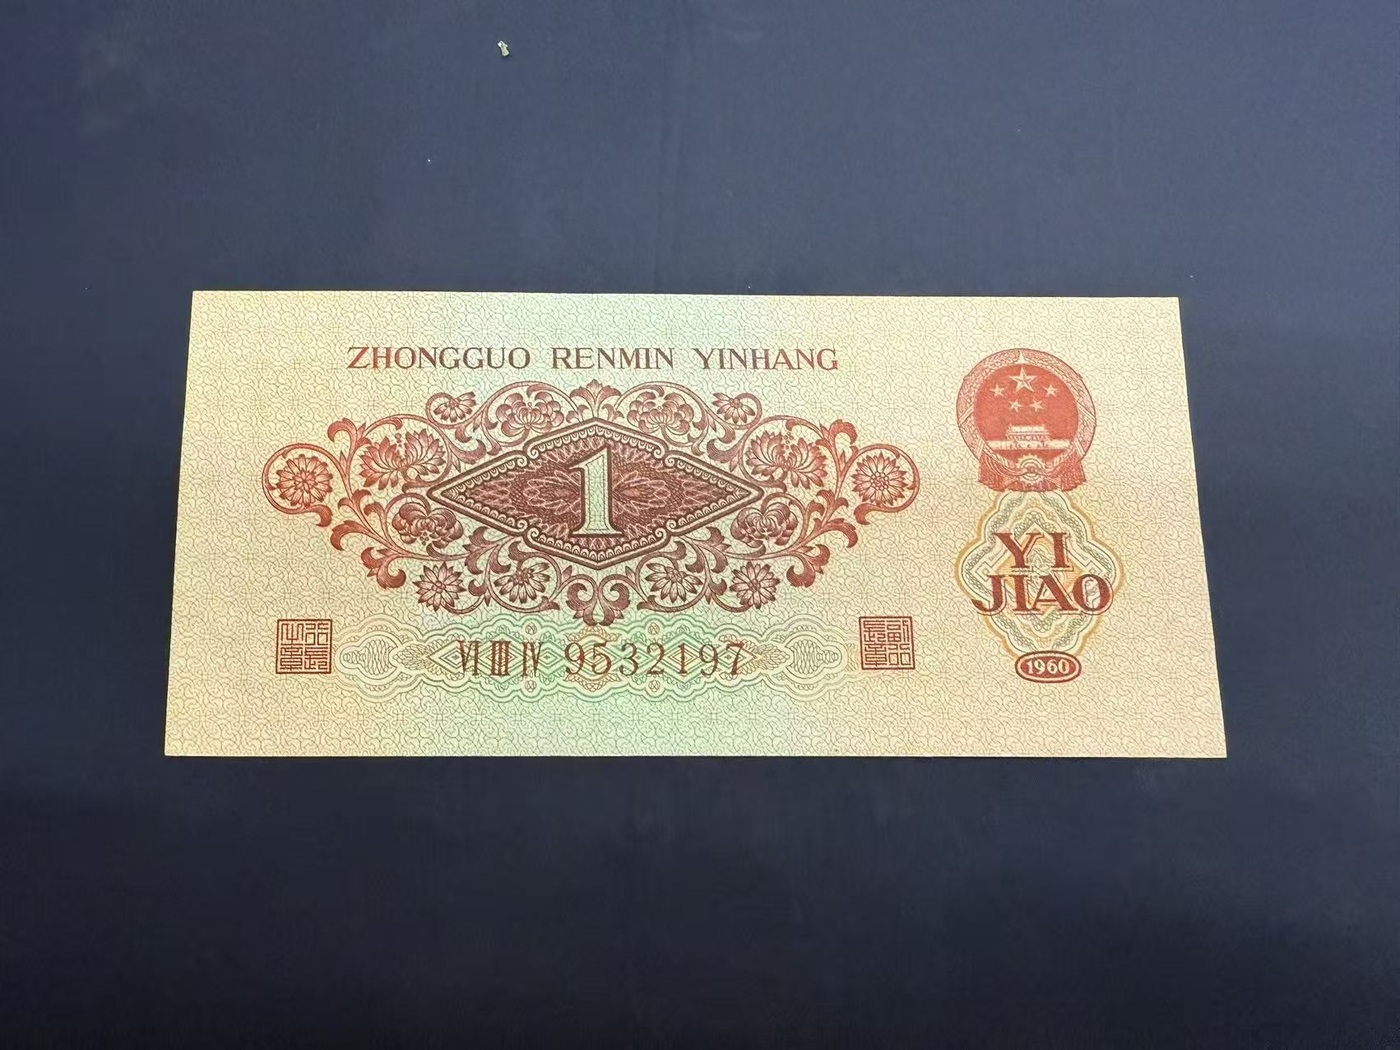 ZHONGGUO RENMIN YINHANG
1
YI
JIAO
VI III IV 9532197
1960